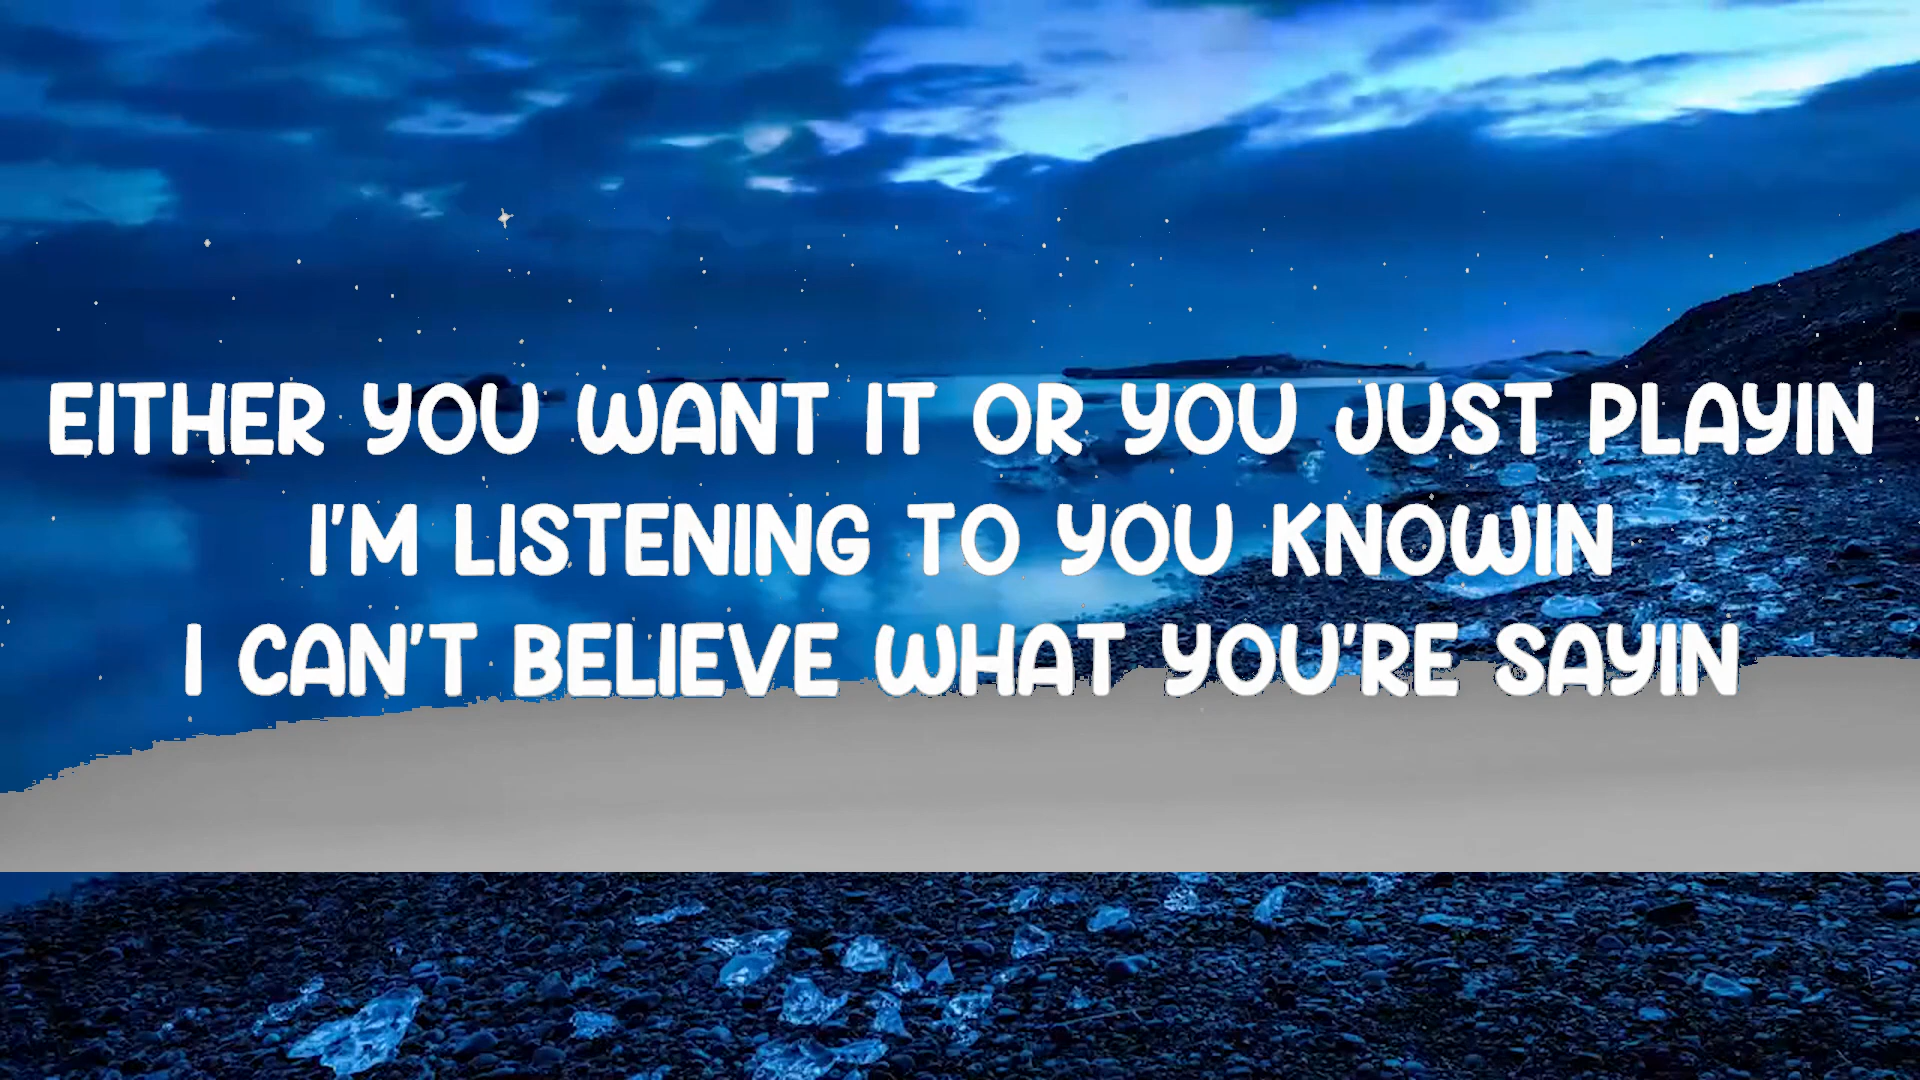 EITHER YOU WANT IT OR YOU JUST PLAYIN
I'M LISTENING TO YOU KNOWIN
I CAN'T BELIEVE WHAT YOU'RE SAYIN